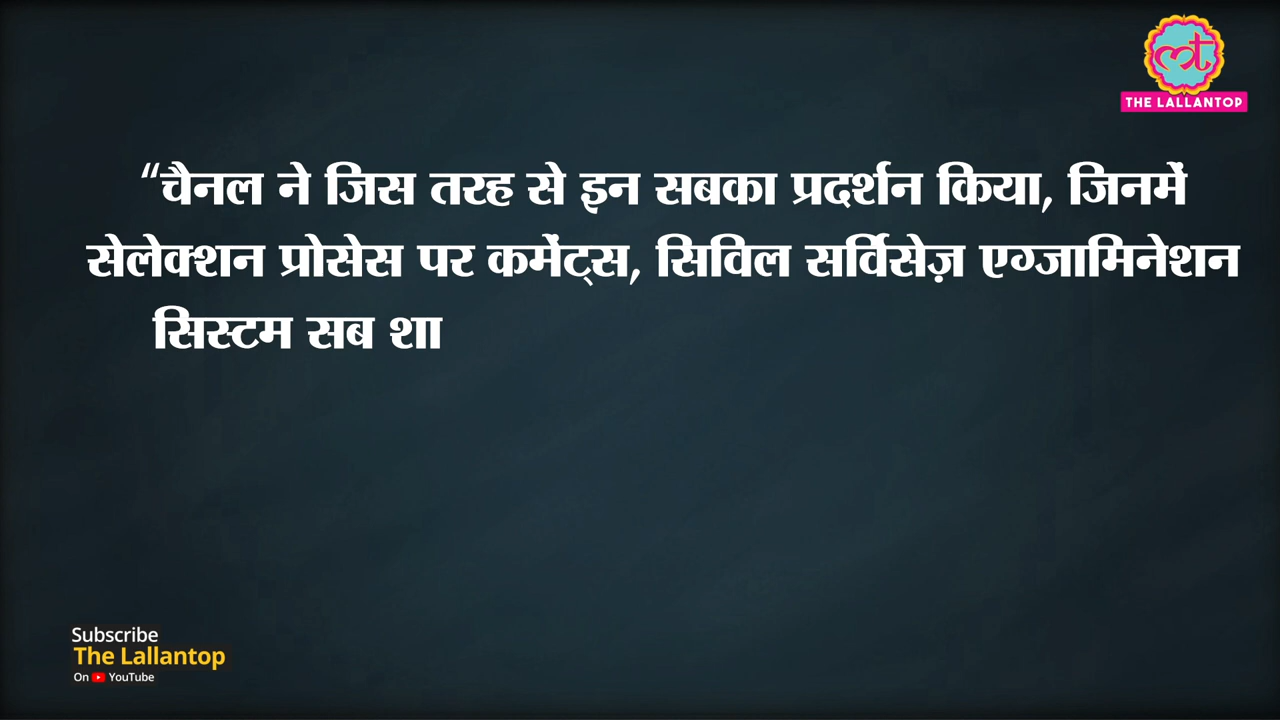 lt
THE LALLANTOP
“चैनल ने जिस तरह से इन सबका प्रदर्शन किया, जिनमें
सेलेक्शन प्रोसेस पर कमेंट्स, सिविल सर्विसेज़ एग्जामिनेशन
सिस्टम सब शा
Subscribe
The Lallantop
On YouTube